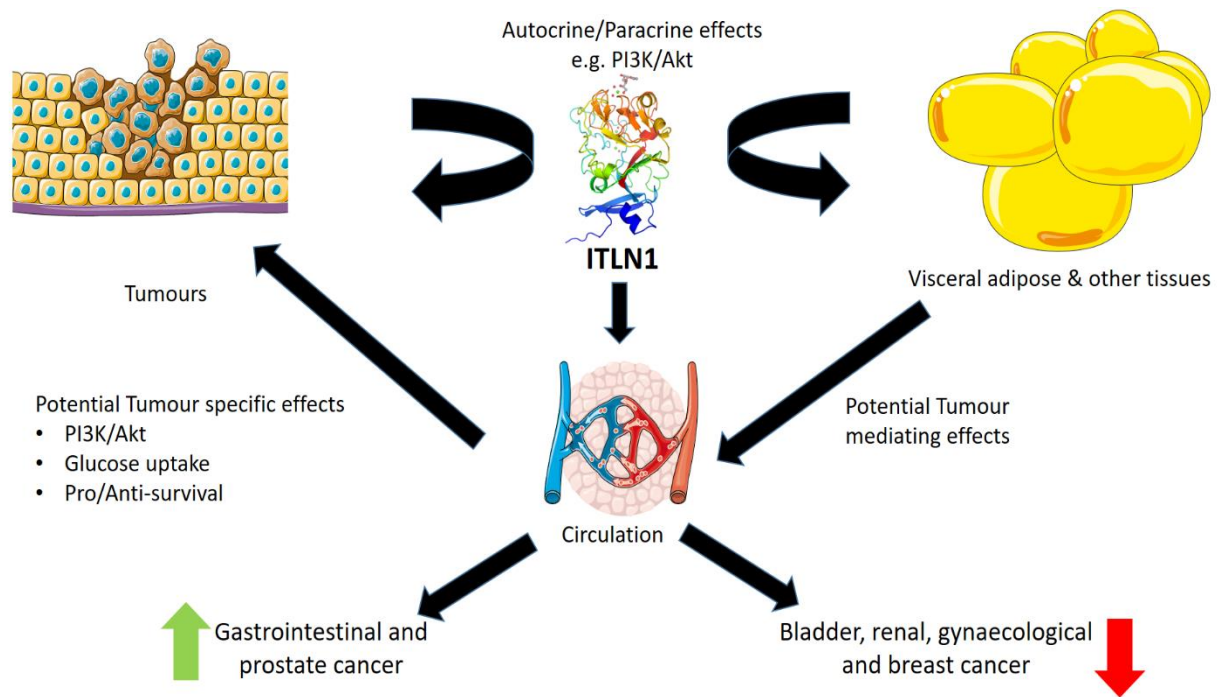 Autocrine/Paracrine effects
e.g. PI3K/Akt
ITLN1
Tumours
Visceral adipose & other tissues
Potential Tumour specific effects
• PI3K/Akt
• Glucose uptake
• Pro/Anti-survival
Potential Tumour
mediating effects
Circulation
Gastrointestinal and
prostate cancer
Bladder, renal, gynaecological
and breast cancer